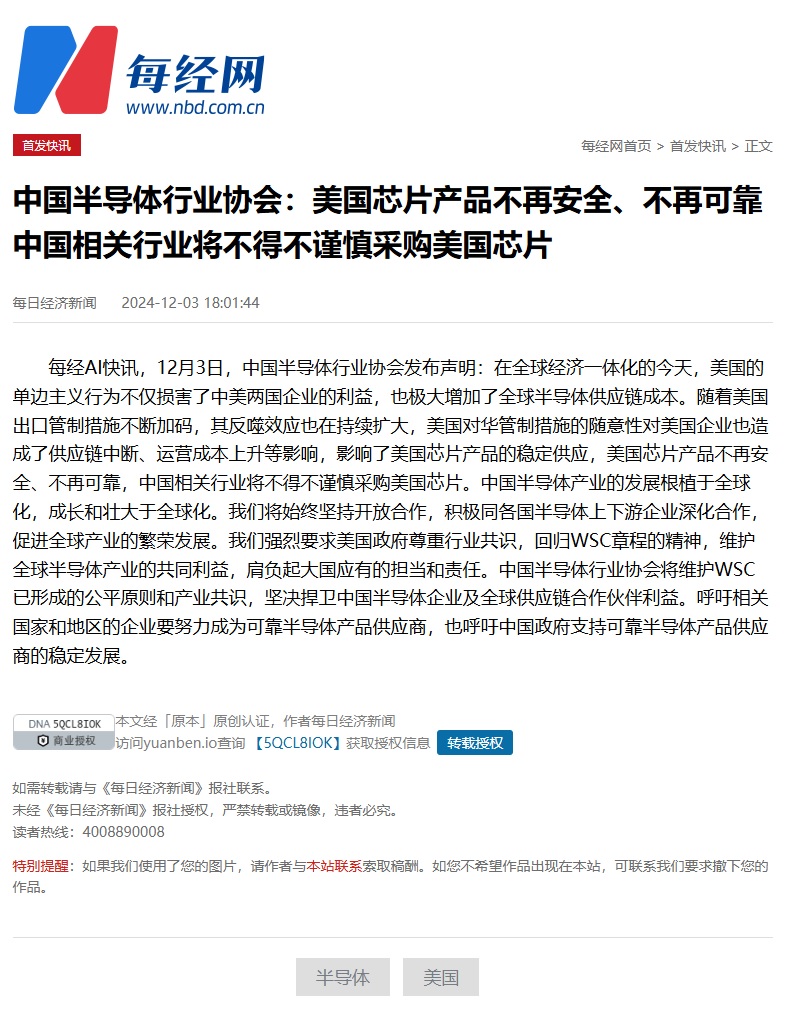 每经网
www.nbd.com.cn
首发快讯
每经网首页 > 首发快讯 > 正文
中国半导体行业协会：美国芯片产品不再安全、不再可靠
中国相关行业将不得不谨慎采购美国芯片
每日经济新闻 2024-12-03 18:01:44
每经AI快讯，12月3日，中国半导体行业协会发布声明：在全球经济一体化的今天，美国的
单边主义行为不仅损害了中美两国企业的利益，也极大增加了全球半导体供应链成本。随着美国
出口管制措施不断加码，其反噬效应也在持续扩大，美国对华管制措施的随意性对美国企业也造
成了供应链中断、运营成本上升等影响，影响了美国芯片产品的稳定供应，美国芯片产品不再安
全、不再可靠，中国相关行业将不得不谨慎采购美国芯片。中国半导体产业的发展根植于全球
化，成长和壮大于全球化。我们将始终坚持开放合作，积极同各国半导体上下游企业深化合作，
促进全球产业的繁荣发展。我们强烈要求美国政府尊重行业共识，回归WSC章程的精神，维护
全球半导体产业的共同利益，肩负起大国应有的担当和责任。中国半导体行业协会将维护WSC
已形成的公平原则和产业共识，坚决捍卫中国半导体企业及全球供应链合作伙伴利益。呼吁相关
国家和地区的企业要努力成为可靠半导体产品供应商，也呼吁中国政府支持可靠半导体产品供应
商的稳定发展。
DNA 5QCL8IOK
商业授权
本文经「原本」原创认证，作者每日经济新闻
访问yuanben.io查询【5QCL8IOK】获取授权信息 转载授权
如需转载请与《每日经济新闻》报社联系。
未经《每日经济新闻》报社授权，严禁转载或镜像，违者必究。
读者热线：4008890008
特别提醒：如果我们使用了您的图片，请作者与本站联系索取稿酬。如您不希望作品出现在本站，可联系我们要求撤下您的
作品。
半导体 美国